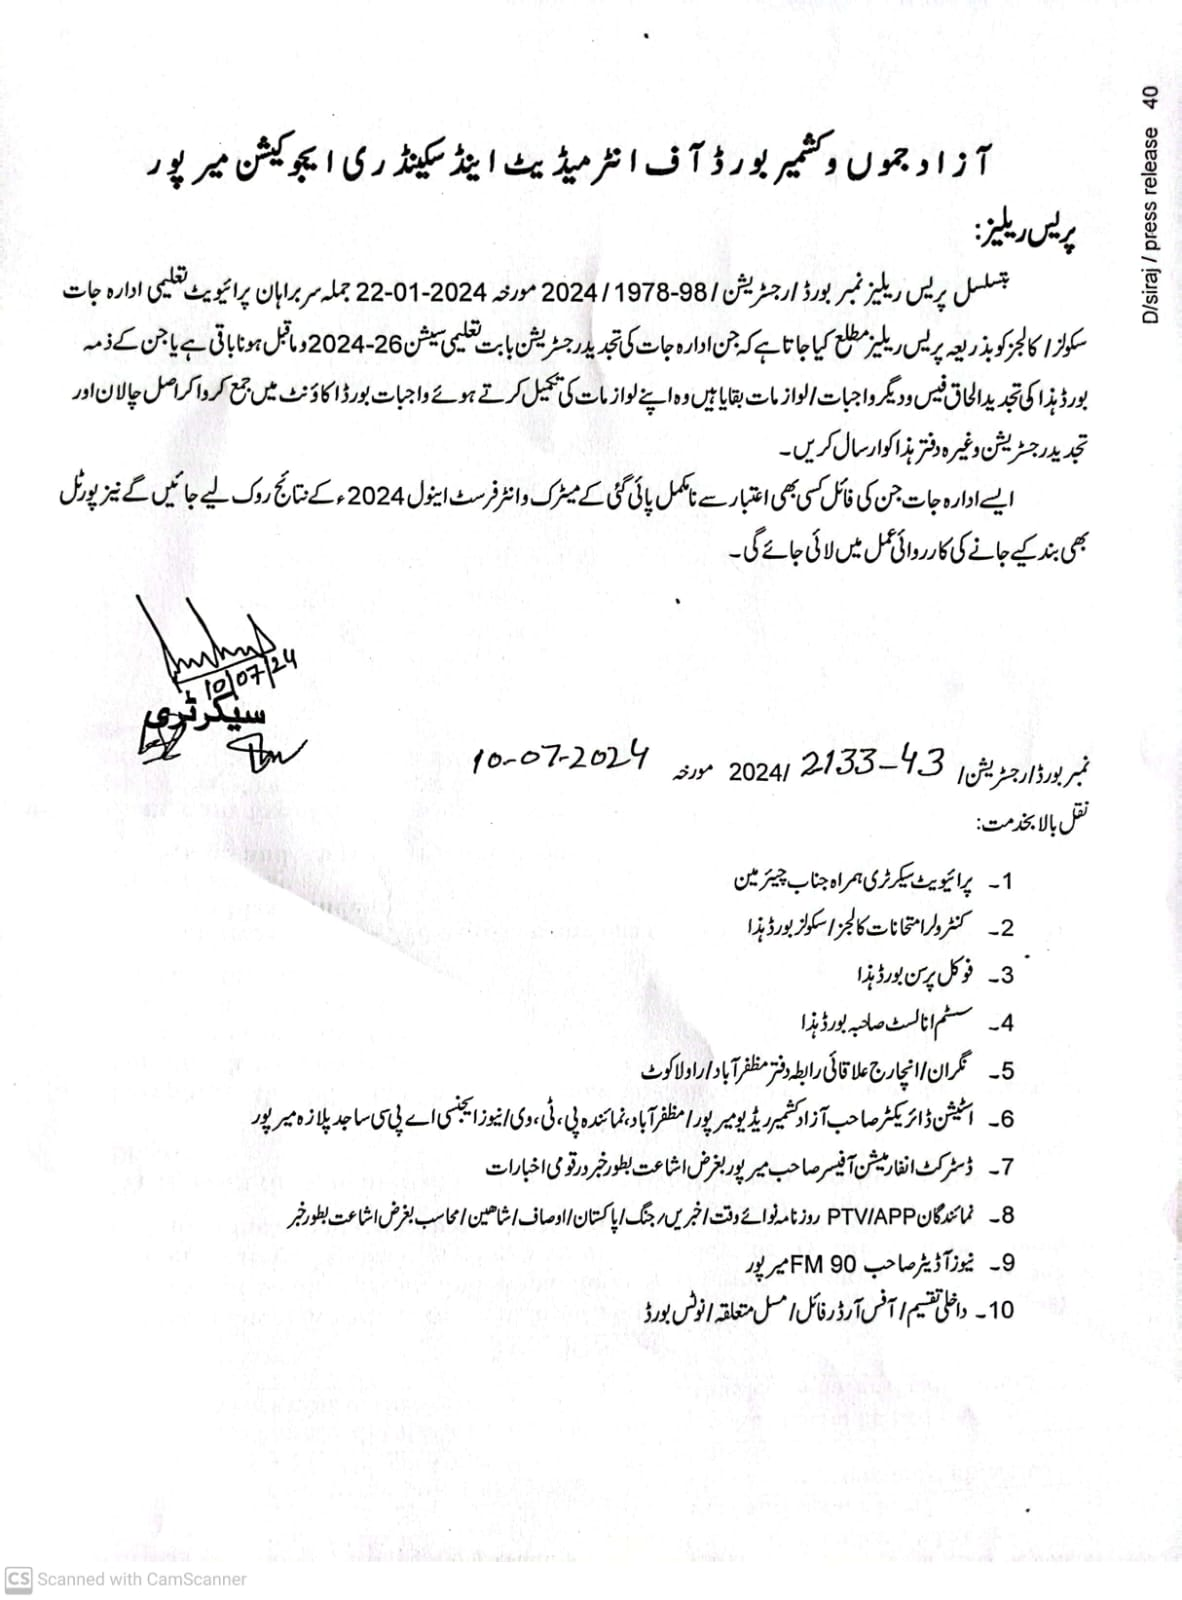 D/siraj / press release 40
آزاد جموں و کشمیر بورڈ آف انٹرمیڈیٹ اینڈ سکینڈری ایجوکیشن میرپور
پریس ریلیز:
بتسلسل پریس ریلیز نمبر بورڈ/رجسٹریشن/98-1978/2024 مورخہ 22-01-2024 جملہ سربراہان پرائیویٹ تعلیمی ادارہ جات
سکولز/کالجز کو بذریعہ پریس ریلیز مطلع کیا جاتا ہے کہ جن ادارہ جات کی تجدید رجسٹریشن بابت تعلیمی سیشن 26-2024 و ماقبل ہونا باقی ہے یا جن کے ذمہ
بورڈ ہذا کی تجدید الحاق فیس و دیگر واجبات/لوازمات بقایا ہیں وہ اپنے لوازمات کی تکمیل کرتے ہوئے واجبات بورڈ اکاؤنٹ میں جمع کروا کر اصل چالان اور
تجدید رجسٹریشن وغیرہ دفتر ہذا کو ارسال کریں۔
ایسے ادارہ جات جن کی فائل کسی بھی اعتبار سے نامکمل پائی گئی کے میٹرک و انٹر فرسٹ اینول 2024ء کے نتائج روک لیے جائیں گے نیز پورٹل
بھی بند کیے جانے کی کارروائی عمل میں لائی جائے گی۔
10/07/24
سیکرٹری
نمبر بورڈ/رجسٹریشن/ 2133-43 /2024 مورخہ 10-07-2024
نقل بالا بخدمت:
1۔ پرائیویٹ سیکرٹری ہمراہ جناب چیئرمین
2۔ کنٹرولر امتحانات کالجز/سکولز بورڈ ہذا
3۔ فوکل پرسن بورڈ ہذا
4۔ سسٹم انالسٹ صاحبہ بورڈ ہذا
5۔ نگران/انچارج علاقائی رابطہ دفتر مظفرآباد/راولاکوٹ
6۔ اسٹیشن ڈائریکٹر صاحب آزاد کشمیر ریڈیو میرپور/مظفرآباد، نمائندہ پی،ٹی،وی/نیوز ایجنسی اے پی سی ساجد پلازہ میرپور
7۔ ڈسٹرکٹ انفارمیشن آفیسر صاحب میرپور بغرض اشاعت بطور خبر در قومی اخبارات
8۔ نمائندگان PTV/APP روزنامہ نوائے وقت/خبریں/جنگ/پاکستان/اوصاف/شاھین/محاسب بغرض اشاعت بطور خبر
9۔ نیوز آڈیٹر صاحب FM 90 میرپور
10۔ داخلی تقسیم/آفس آرڈر فائل/مسل متعلقہ/نوٹس بورڈ
CS Scanned with CamScanner